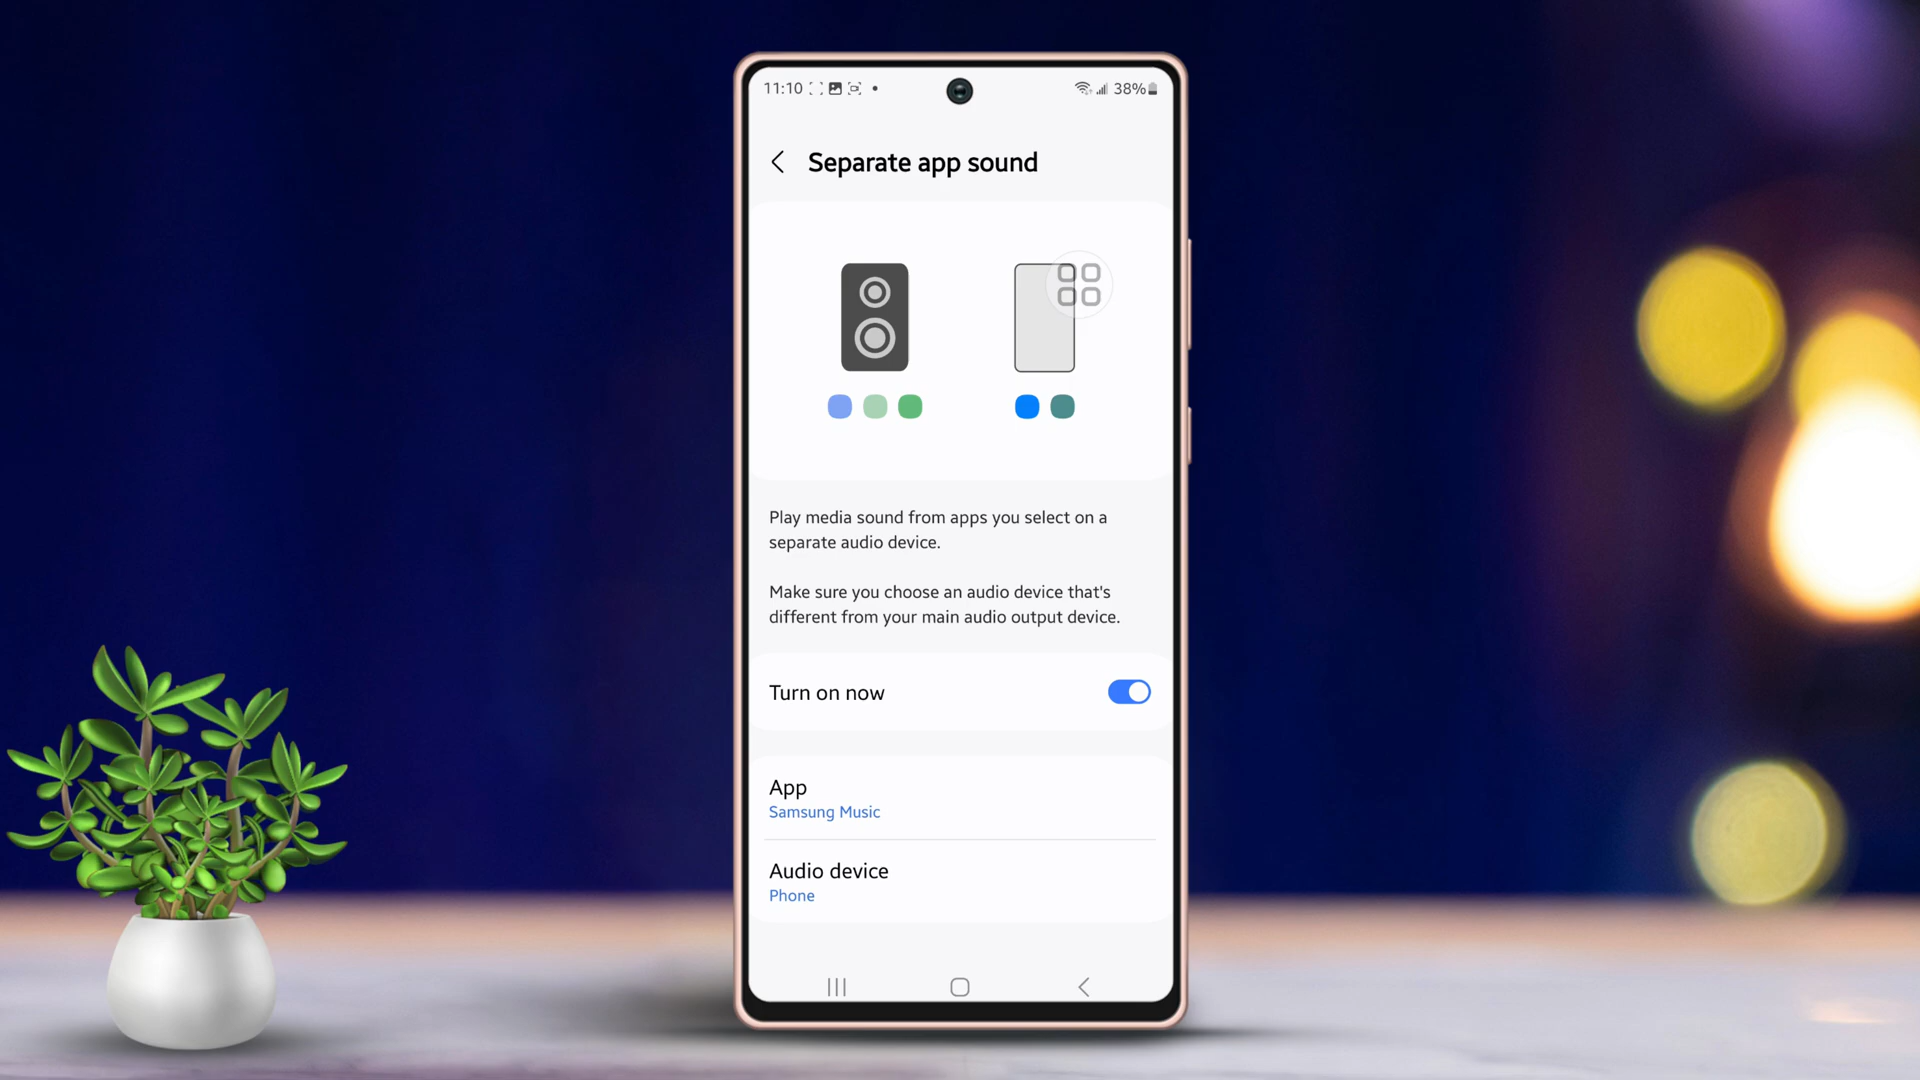 11:10
38%
Separate app sound
Play media sound from apps you select on a
separate audio device.
Make sure you choose an audio device that's
different from your main audio output device.
Turn on now
App
Samsung Music
Audio device
Phone